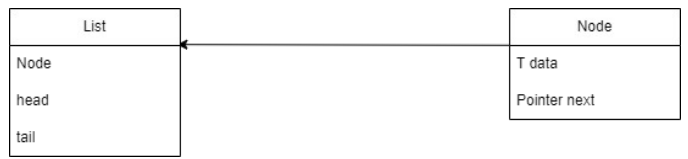 List
Node
head
tail
Node
T data
Pointer next